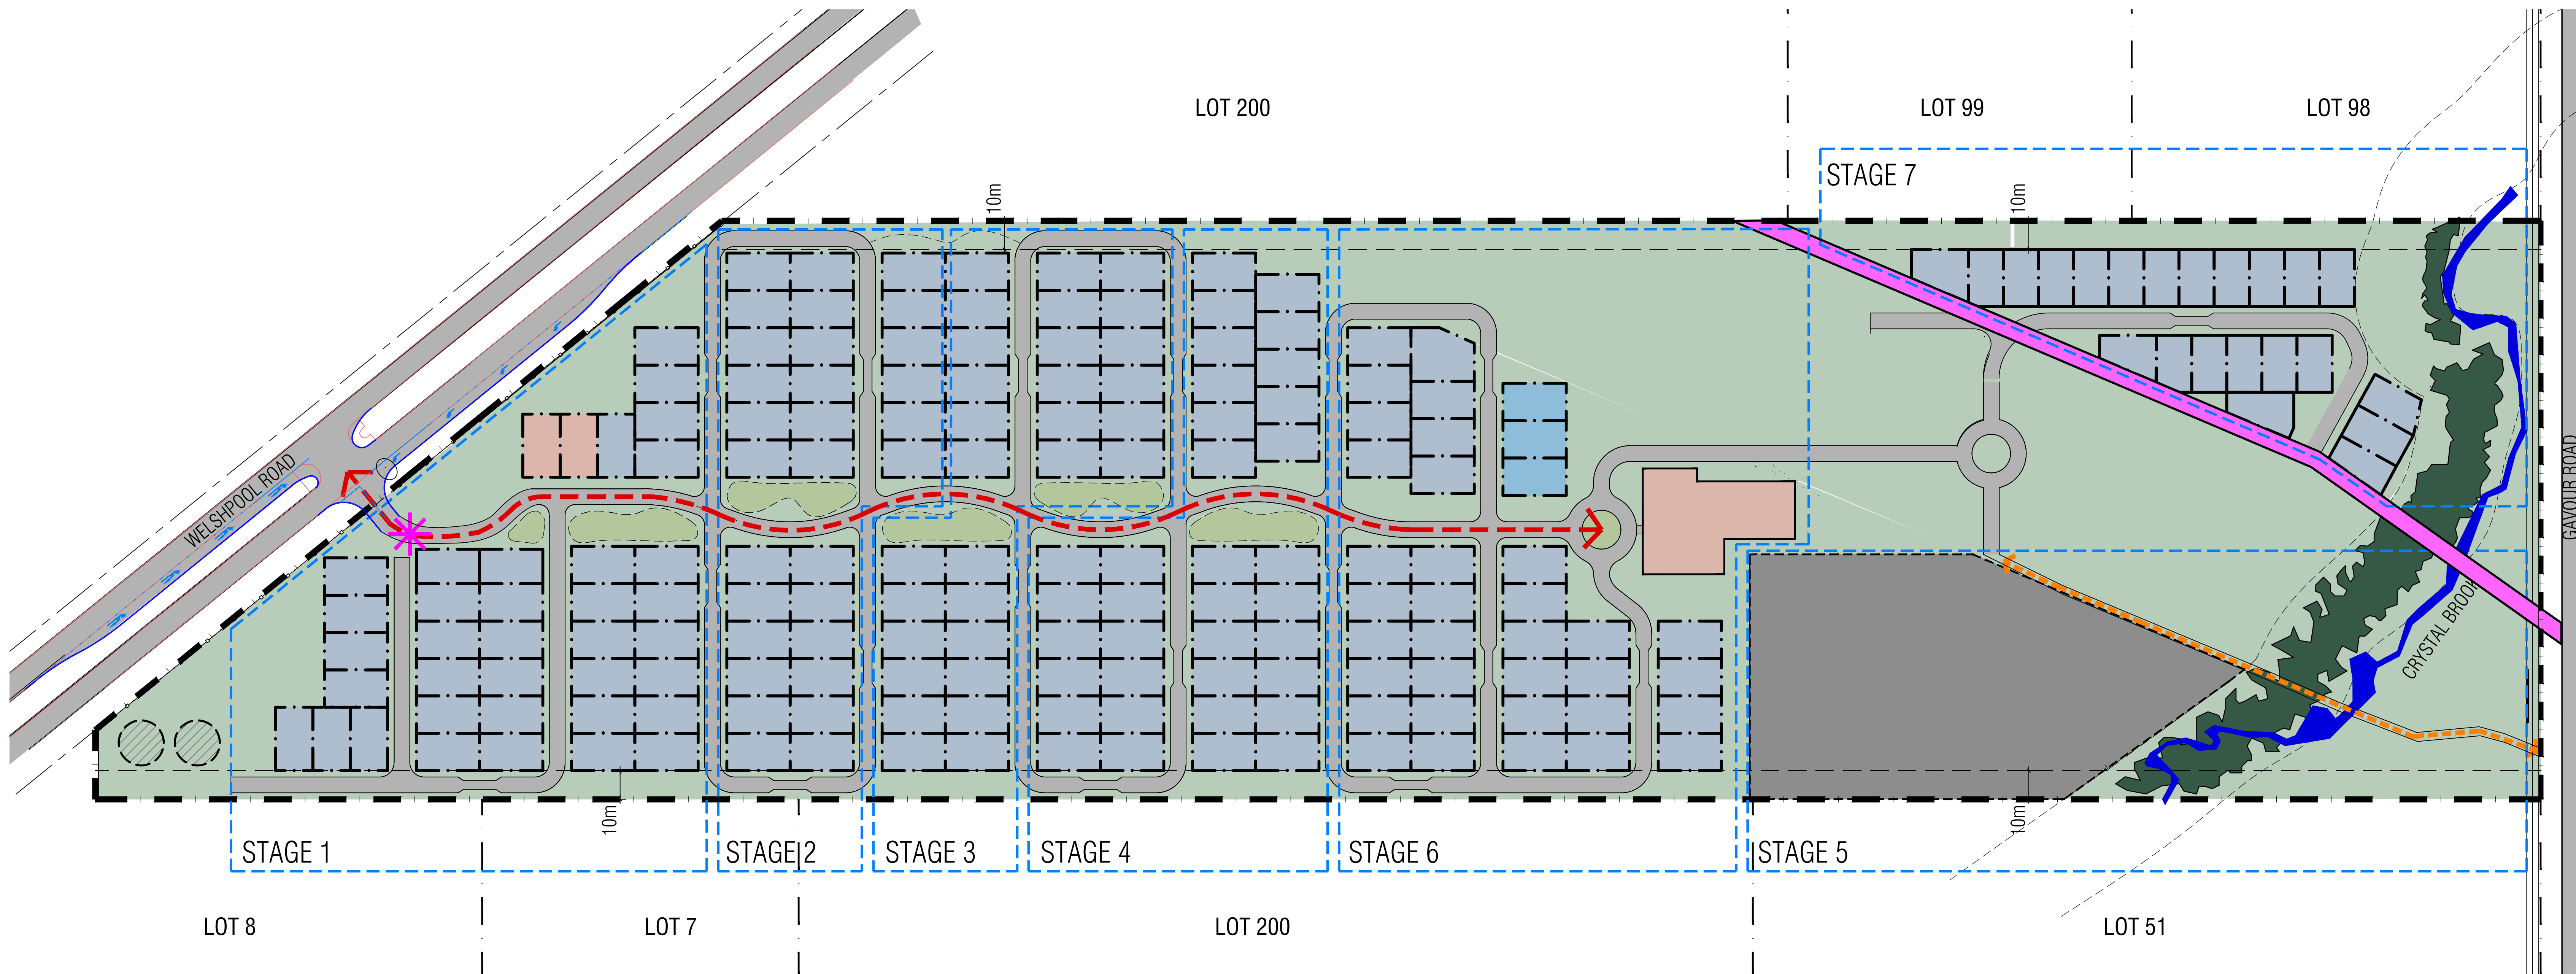 LOT 200
LOT 99
LOT 98
STAGE 7
10m
10m
WELSHPOOL ROAD
GAVOUR ROAD
CRYSTAL BROOK
10m
10m
STAGE 1
STAGE 2
STAGE 3
STAGE 4
STAGE 6
STAGE 5
LOT 8
LOT 7
LOT 200
LOT 51